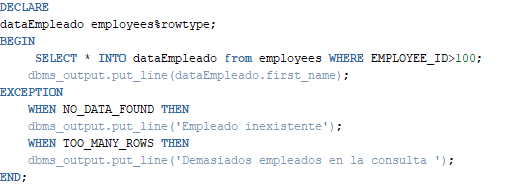 DECLARE
dataEmpleado employees%rowtype;
BEGIN
SELECT * INTO dataEmpleado from employees WHERE EMPLOYEE_ID>100;
dbms_output.put_line(dataEmpleado.first_name);
EXCEPTION
WHEN NO_DATA_FOUND THEN
dbms_output.put_line('Empleado inexistente');
WHEN TOO_MANY_ROWS THEN
dbms_output.put_line('Demasiados empleados en la consulta ');
END;